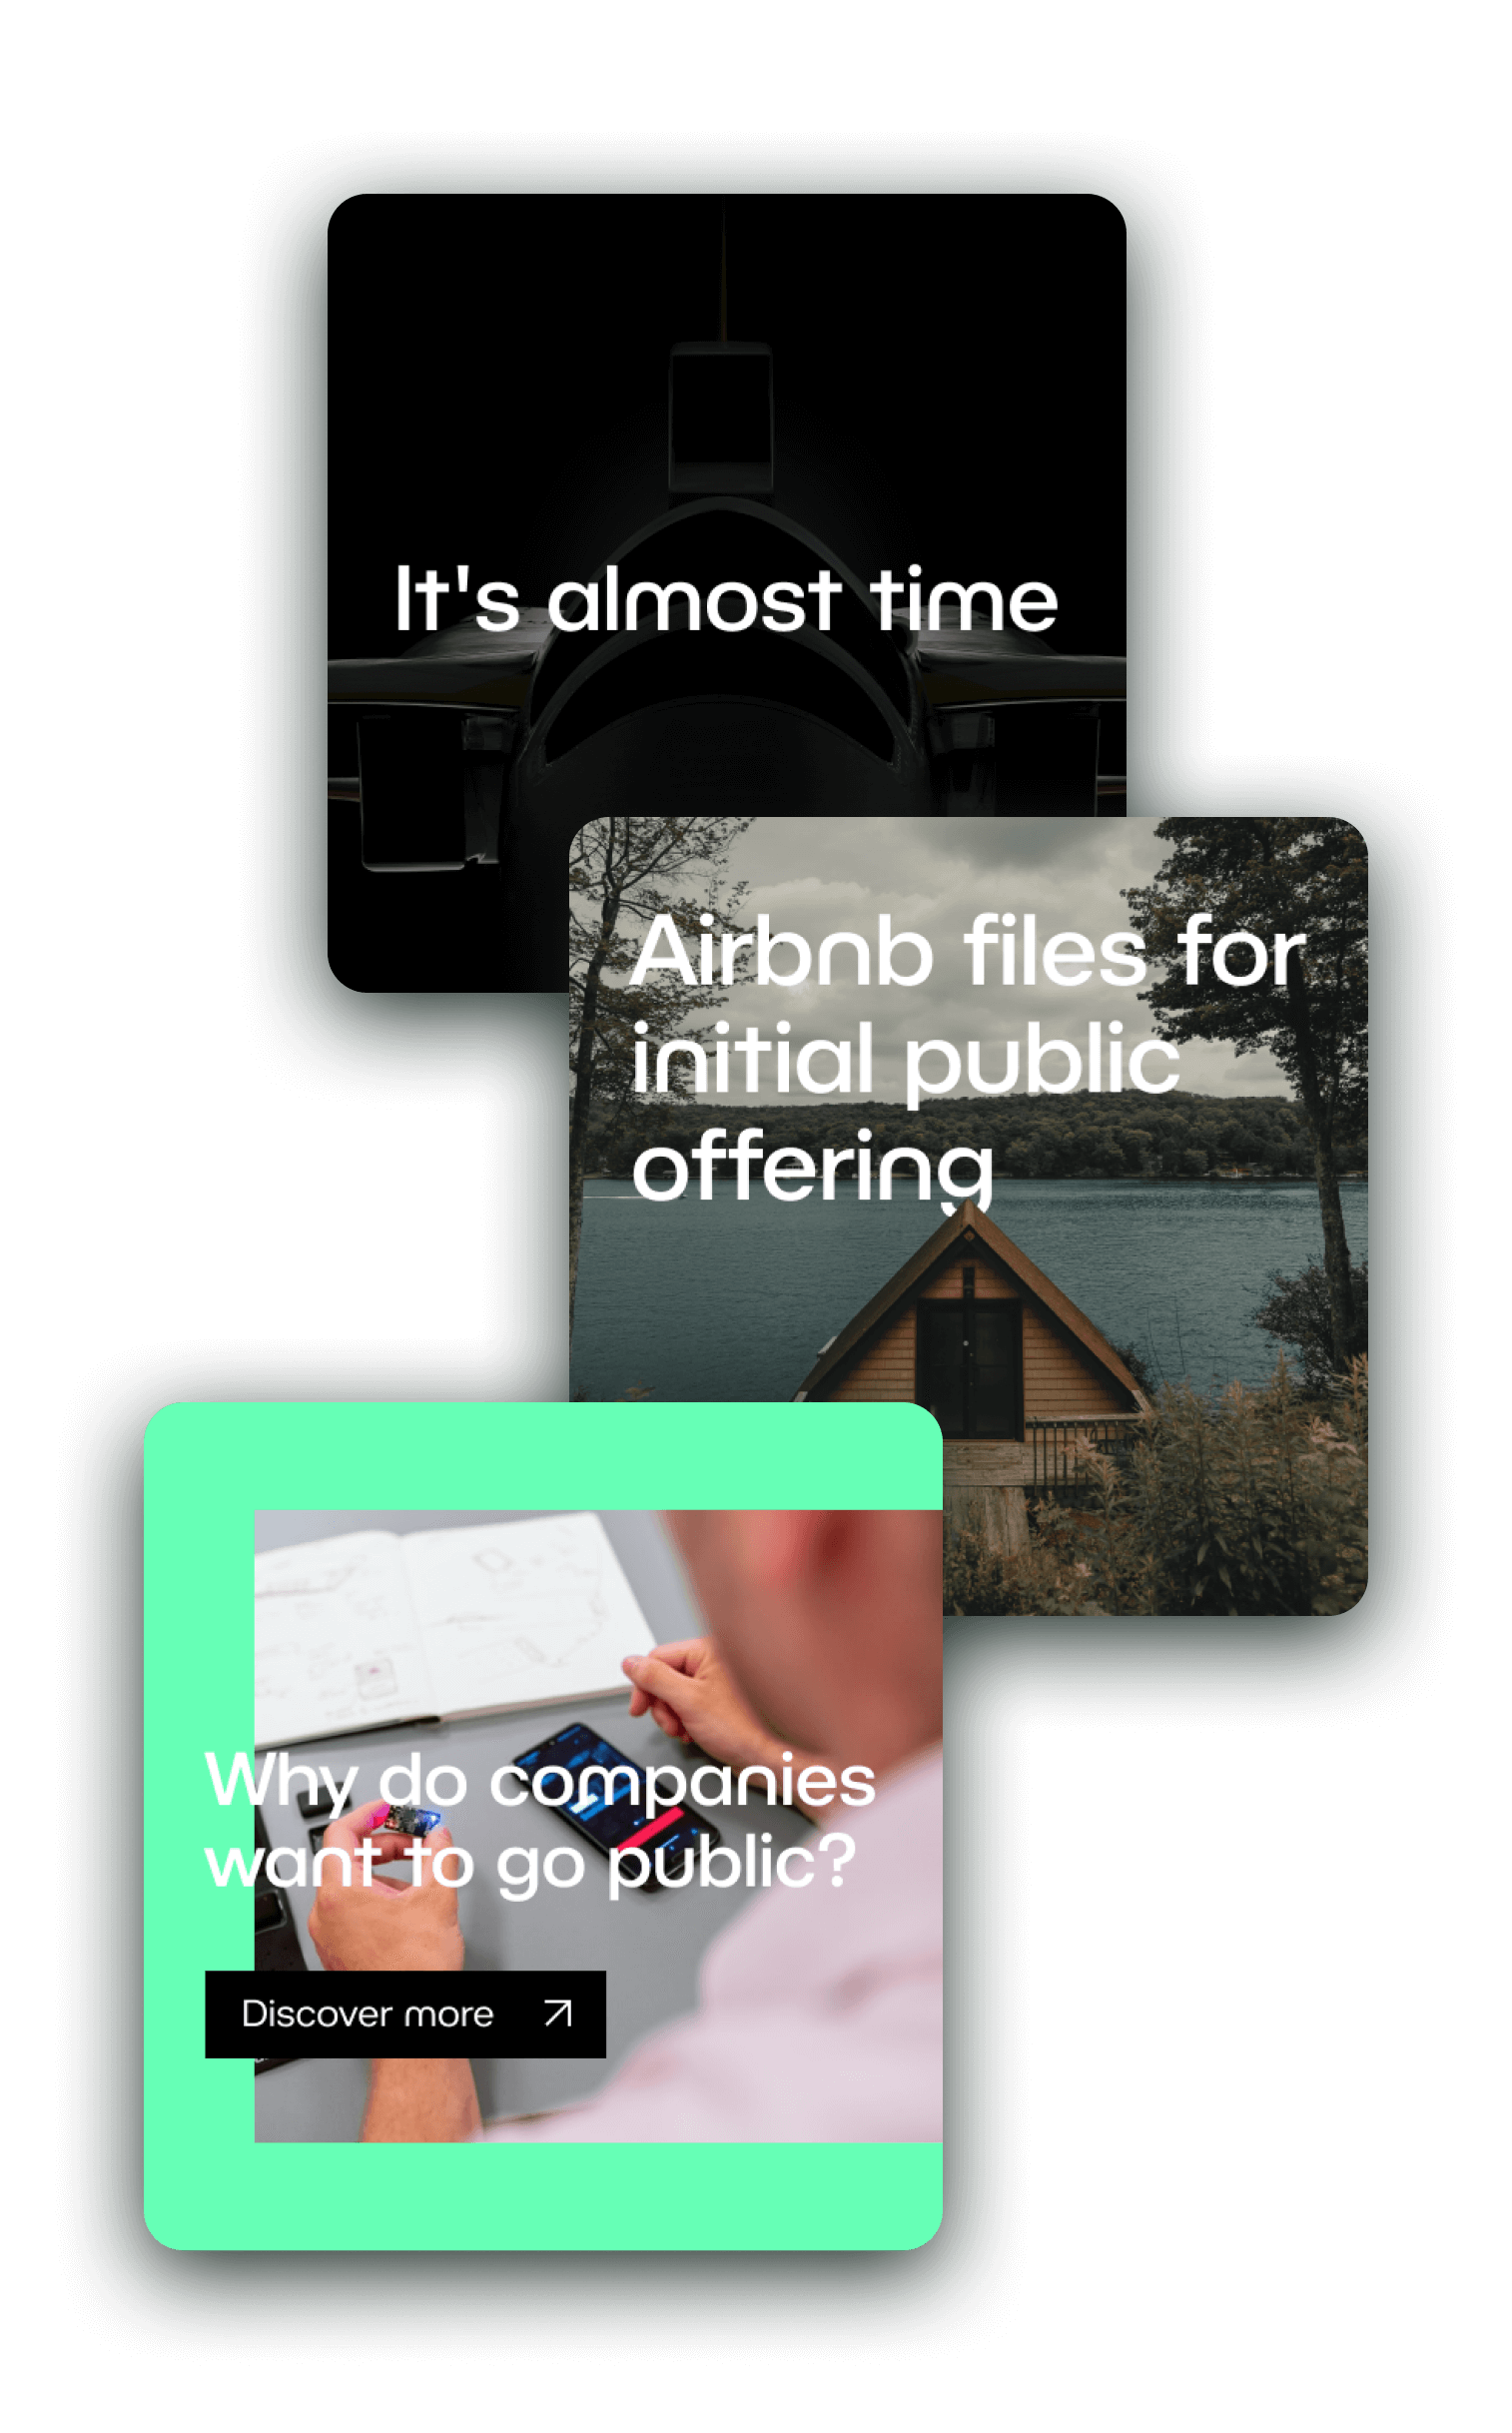 It's almost time
Airbnb files for
initial public
offering
Why do companies
want to go public?
Discover more